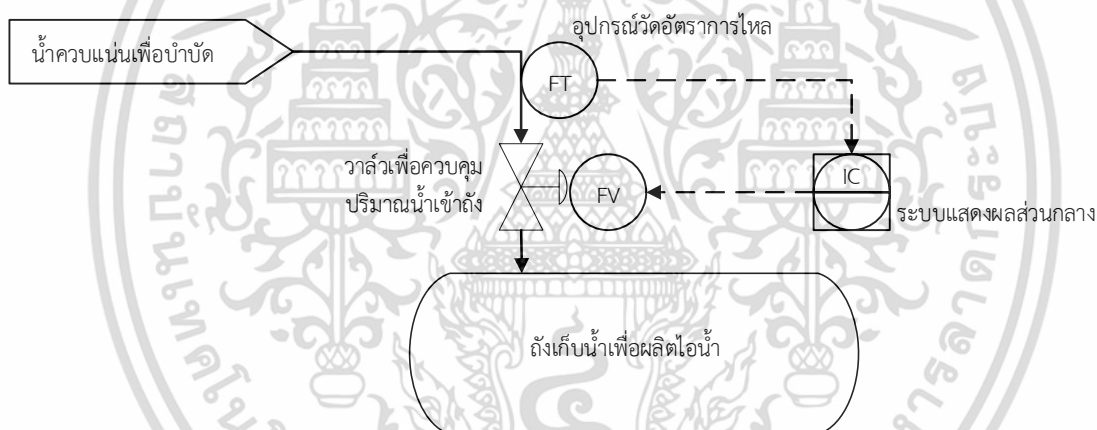 อุปกรณ์วัดอัตราการไหล
น้ำควบแน่นเพื่อบำบัด
FT
วาล์วเพื่อควบคุม
ปริมาณน้ำเข้าถัง
FV
IC
ระบบแสดงผลส่วนกลาง
ถังเก็บน้ำเพื่อผลิตไอน้ำ